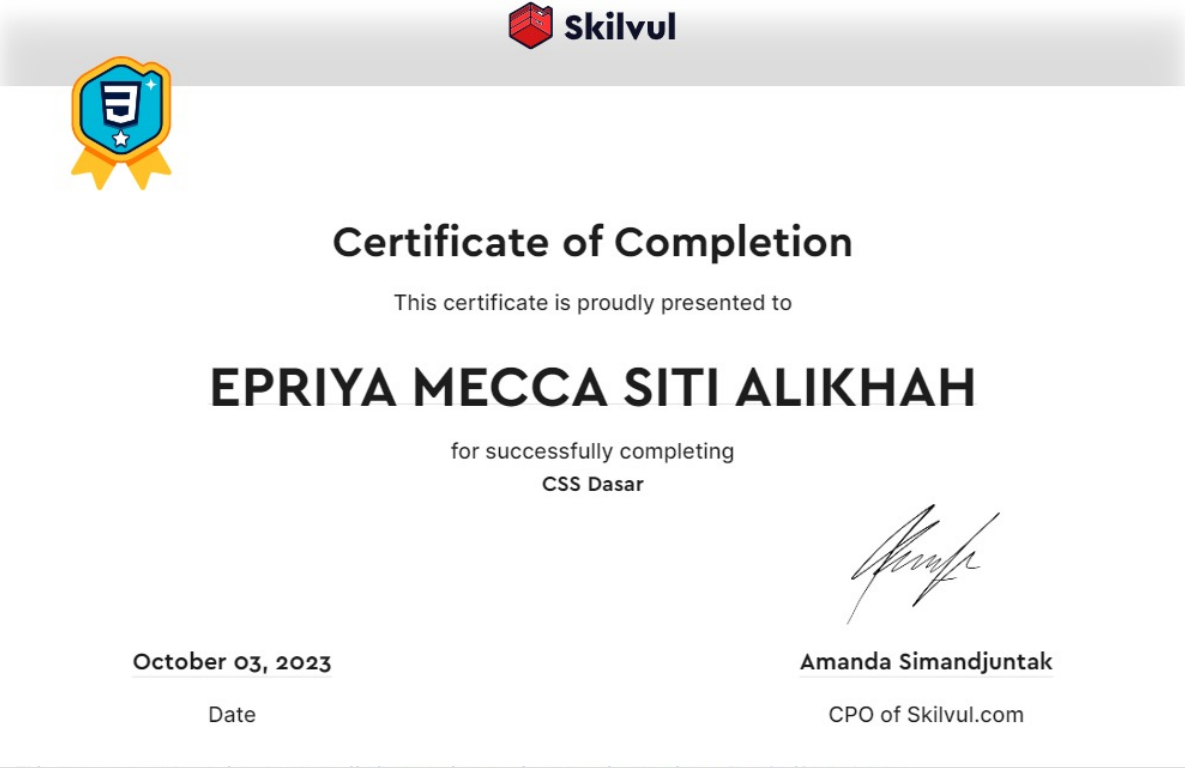 Skilvul
Certificate of Completion
This certificate is proudly presented to
EPRIYA MECCA SITI ALIKHAH
for successfully completing
CSS Dasar
October 03, 2023
Amanda Simandjuntak
Date
CPO of Skilvul.com